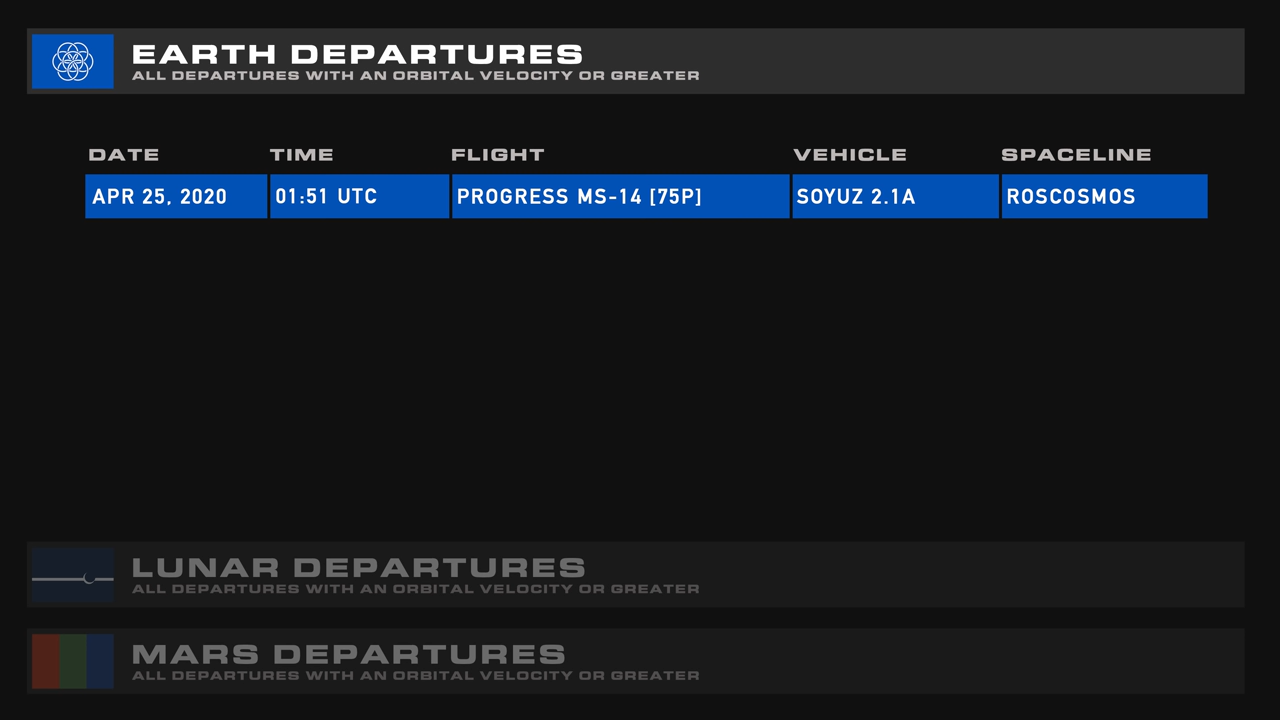 EARTH DEPARTURES
ALL DEPARTURES WITH AN ORBITAL VELOCITY OR GREATER
DATE TIME FLIGHT VEHICLE SPACELINE
APR 25, 2020 01:51 UTC PROGRESS MS-14 [75P] SOYUZ 2.1A ROSCOSMOS
LUNAR DEPARTURES
ALL DEPARTURES WITH AN ORBITAL VELOCITY OR GREATER
MARS DEPARTURES
ALL DEPARTURES WITH AN ORBITAL VELOCITY OR GREATER